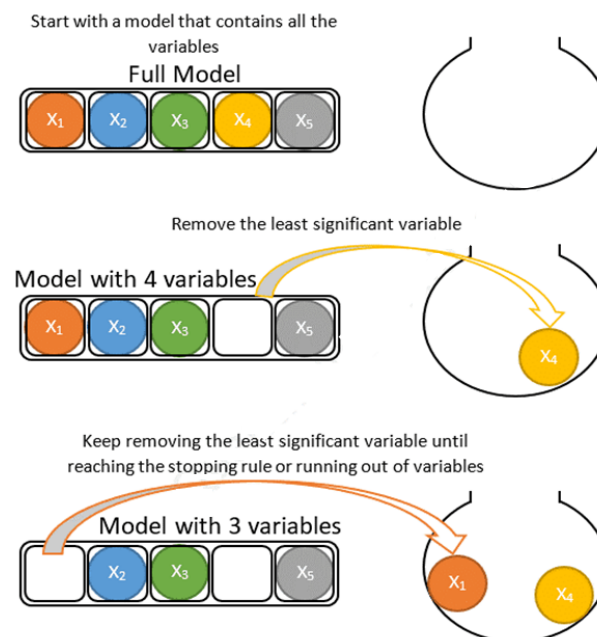 Start with a model that contains all the
variables
Full Model
X₁ X₂ X₃ X₄ X₅
Remove the least significant variable
Model with 4 variables
X₁ X₂ X₃ X₅
X₄
Keep removing the least significant variable until
reaching the stopping rule or running out of variables
Model with 3 variables
X₂ X₃ X₅
X₁ X₄